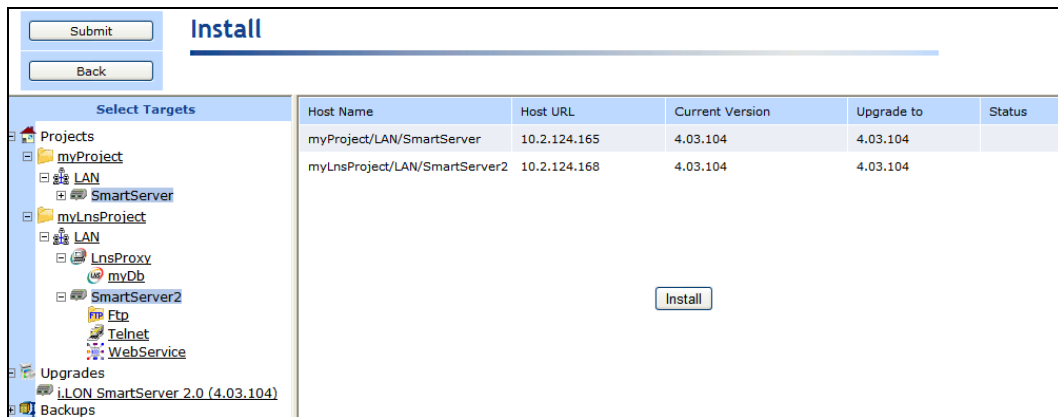 Submit
Install
Back
Select Targets
Projects
myProject
LAN
SmartServer
myLnsProject
LAN
LnsProxy
myDb
SmartServer2
Ftp
Telnet
WebService
Upgrades
i.LON SmartServer 2.0 (4.03.104)
Backups
Host Name Host URL Current Version Upgrade to Status
myProject/LAN/SmartServer 10.2.124.165 4.03.104 4.03.104
myLnsProject/LAN/SmartServer2 10.2.124.168 4.03.104 4.03.104
Install